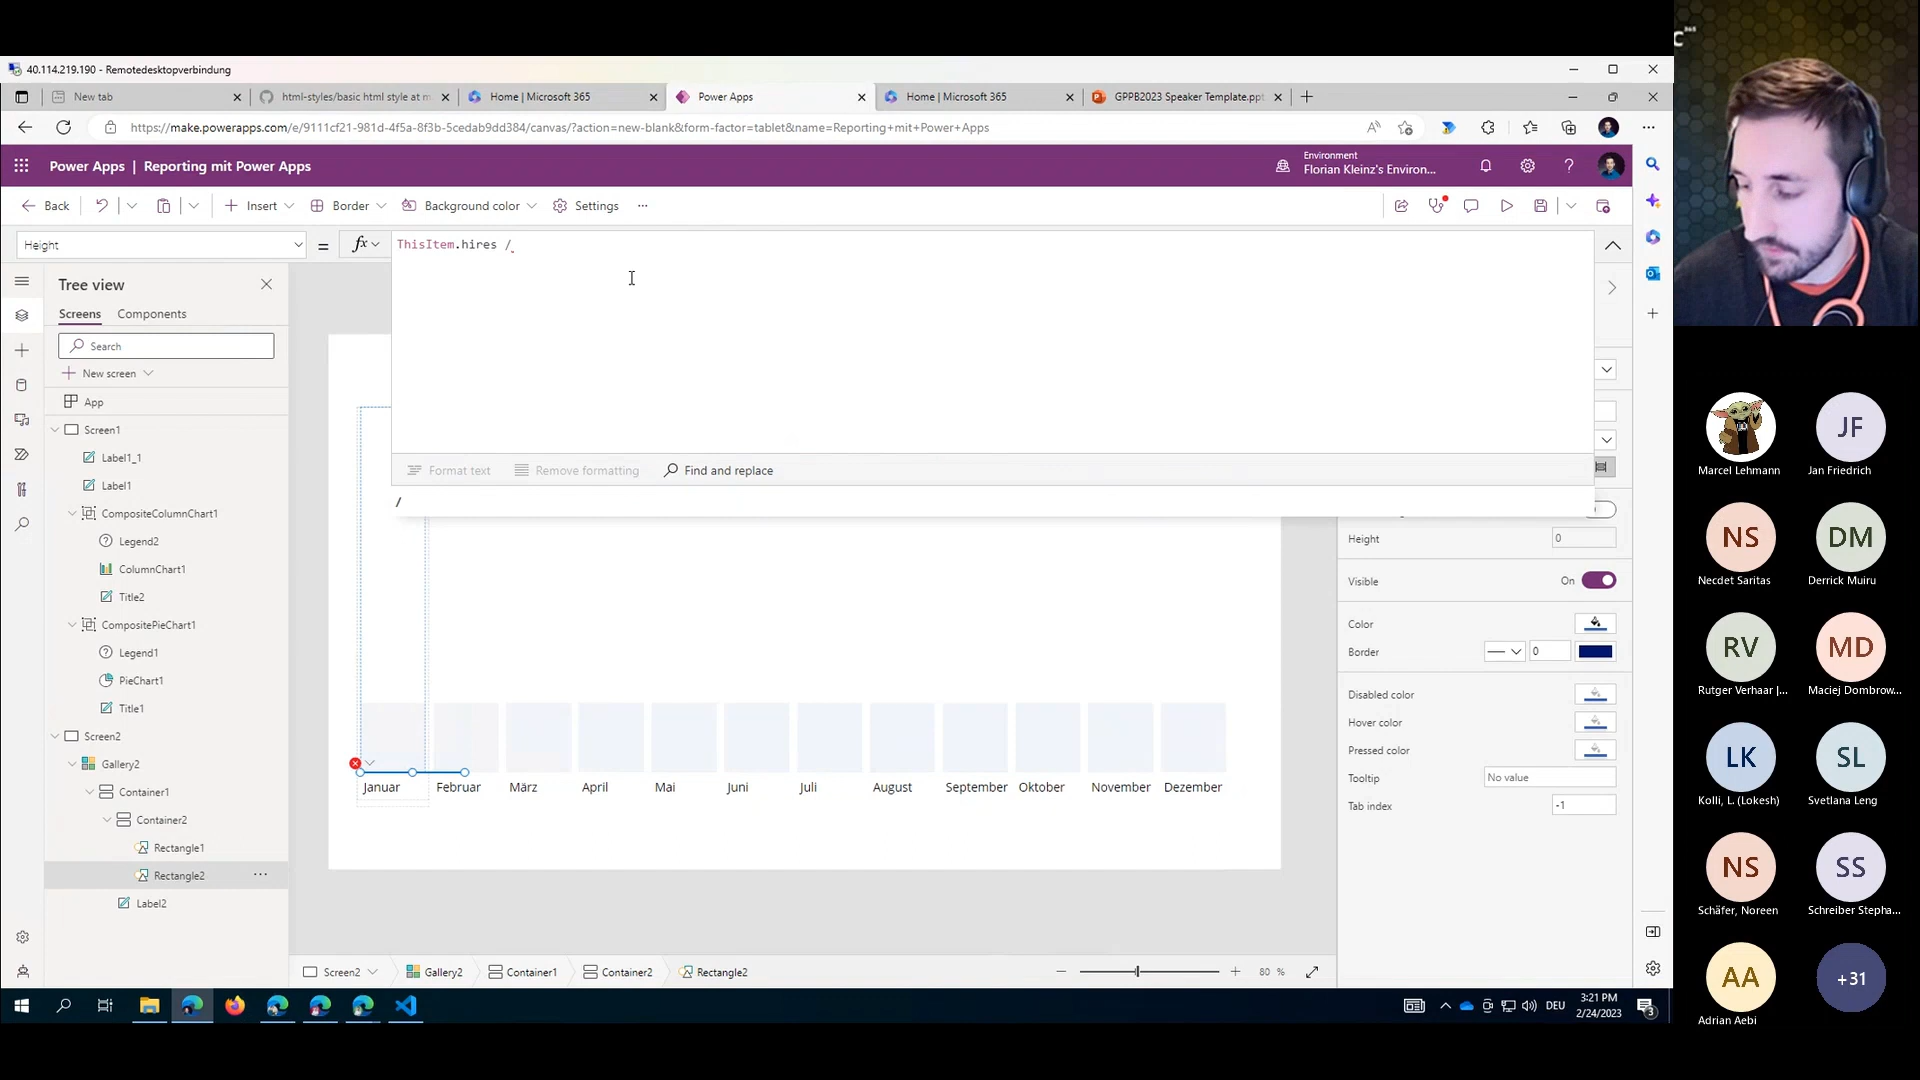 c³⁶⁵
40.114.219.190 - Remotedesktopverbindung
New tab
html-styles/basic html style at m
Home | Microsoft 365
Power Apps
Home | Microsoft 365
GPPB2023 Speaker Template.ppt
https://make.powerapps.com/e/9111cf21-981d-4f5a-8f3b-5cedab9dd384/canvas/?action=new-blank&form-factor=tablet&name=Reporting+mit+Power+Apps
Power Apps | Reporting mit Power Apps
Environment
Florian Kleinz's Environ...
Back
Insert
Border
Background color
Settings
Height
=
fx
ThisItem.hires /
Format text
Remove formatting
Find and replace
/
Tree view
Screens
Components
Search
New screen
App
Screen1
Label1_1
Label1
CompositeColumnChart1
Legend2
ColumnChart1
Title2
CompositePieChart1
Legend1
PieChart1
Title1
Screen2
Gallery2
Container1
Container2
Rectangle1
Rectangle2
Label2
Januar
Februar
März
April
Mai
Juni
Juli
August
September
Oktober
November
Dezember
Height
0
Visible
On
Color
Border
0
Disabled color
Hover color
Pressed color
Tooltip
No value
Tab index
-1
Screen2
Gallery2
Container1
Container2
Rectangle2
80 %
DEU
3:21 PM
2/24/2023
3
Marcel Lehmann
JF
Jan Friedrich
NS
Necdet Saritas
DM
Derrick Muiru
RV
Rutger Verhaar |...
MD
Maciej Dombrow...
LK
Kolli, L. (Lokesh)
SL
Svetlana Leng
NS
Schäfer, Noreen
SS
Schreiber Stepha...
AA
Adrian Aebi
+31